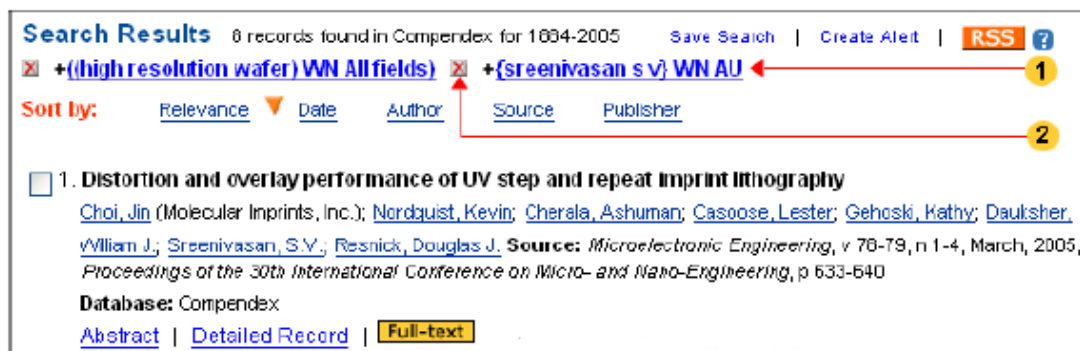 Search Results 8 records found in Compendex for 1884-2005 Save Search | Create Alert | RSS ?
+((high resolution wafer) WN All fields) +{sreenivasan s v} WN AU 1
Sort by: Relevance Date Author Source Publisher
2
1. Distortion and overlay performance of UV step and repeat imprint lithography
Choi, Jin (Molecular Imprints, Inc.); Nordquist, Kevin; Cherala, Ashuman; Casoose, Lester; Gehoski, Kathy; Dauksher,
William J.; Sreenivasan, S.V.; Resnick, Douglas J. Source: Microelectronic Engineering, v 78-79, n 1-4, March, 2005,
Proceedings of the 30th International Conference on Micro- and Nano-Engineering, p 633-640
Database: Compendex
Abstract | Detailed Record | Full-text